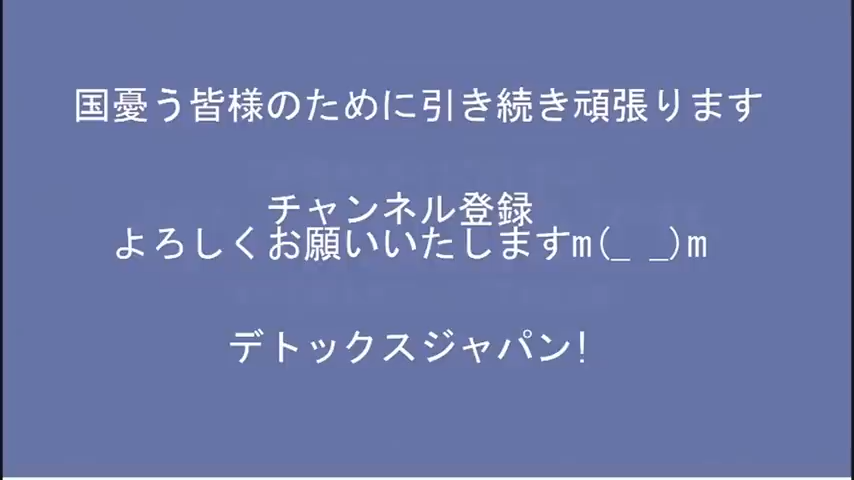 国憂う皆様のために引き続き頑張ります
チャンネル登録
よろしくお願いいたしますm(_ _)m
デトックスジャパン!